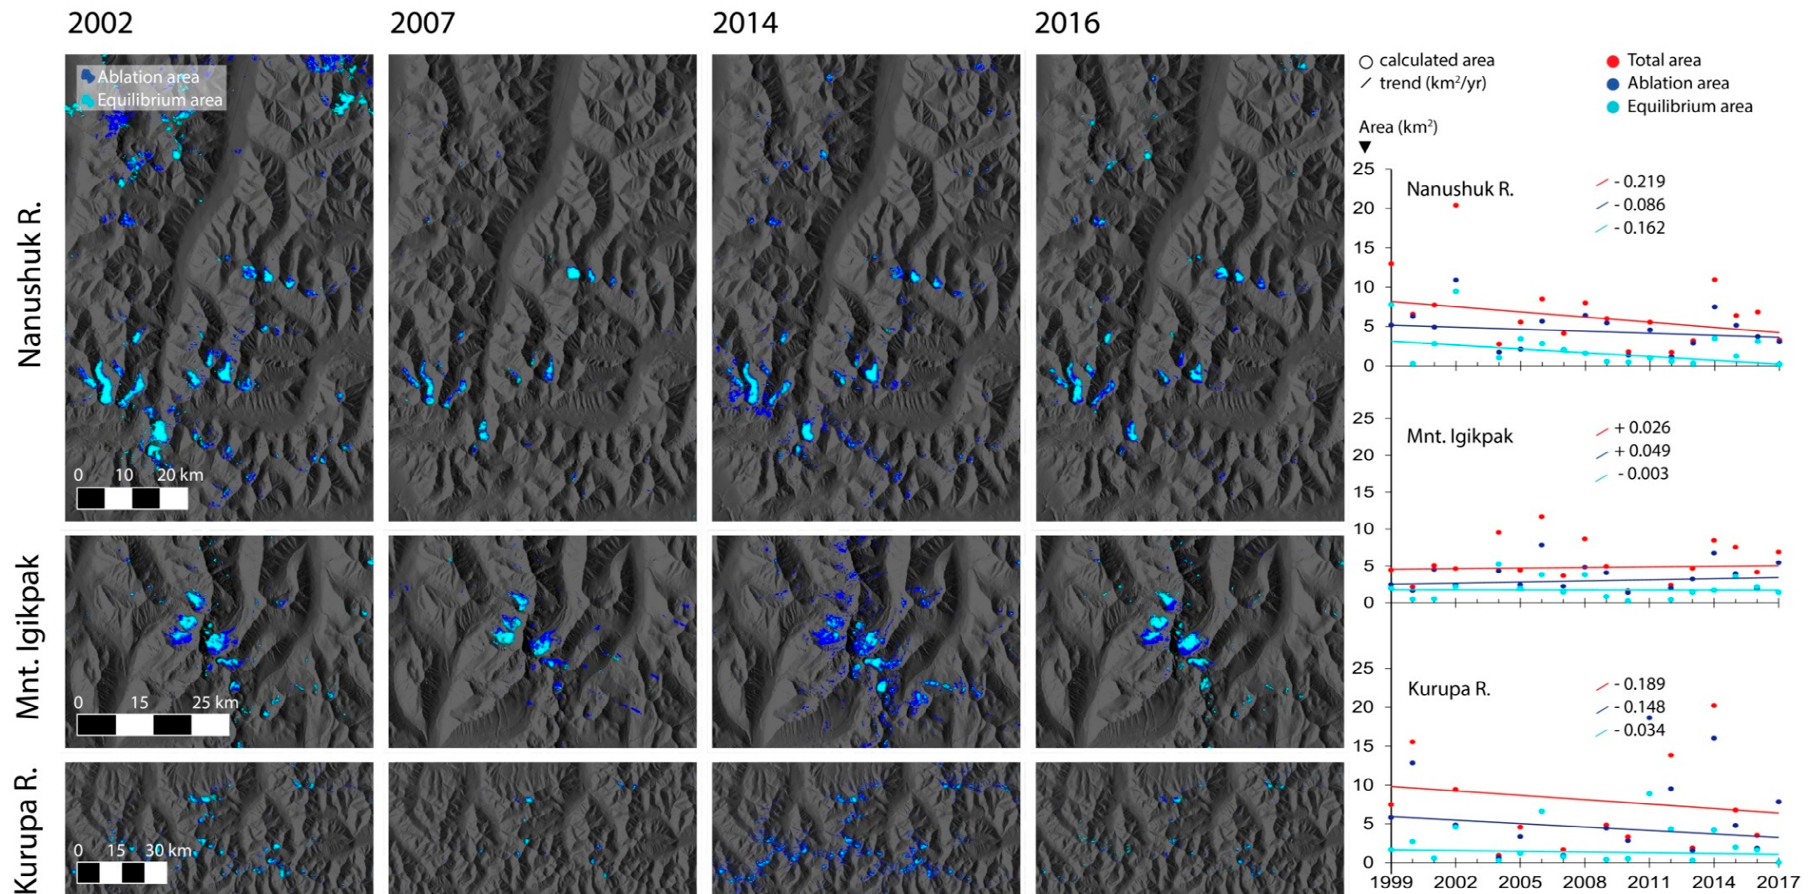 2002 2007 2014 2016
Ablation area
Equilibrium area
0 10 20 km
Nanushuk R.
0 15 25 km
Mnt. Igikpak
0 15 30 km
Kurupa R.
calculated area
trend (km²/yr)
Total area
Ablation area
Equilibrium area
Area (km²)
Nanushuk R.
- 0.219
- 0.086
- 0.162
25
20
15
10
5
0
Mnt. Igikpak
+ 0.026
+ 0.049
- 0.003
25
20
15
10
5
0
Kurupa R.
- 0.189
- 0.148
- 0.034
25
20
15
10
5
0
1999 2002 2005 2008 2011 2014 2017